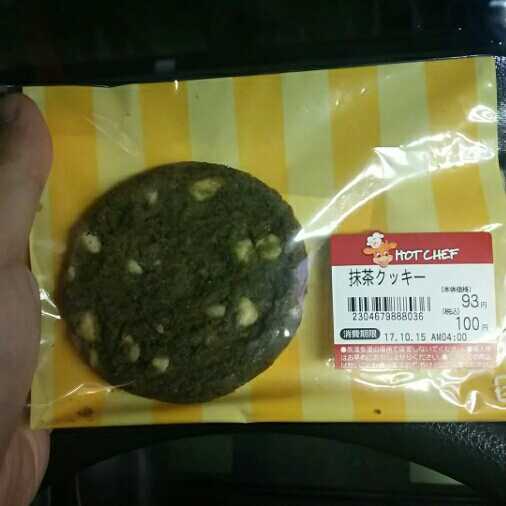 HOT CHEF
抹茶クッキー
(本体価格)
93円
2304679888036
(税込)
100円
消費期限 17.10.15 AM04:00